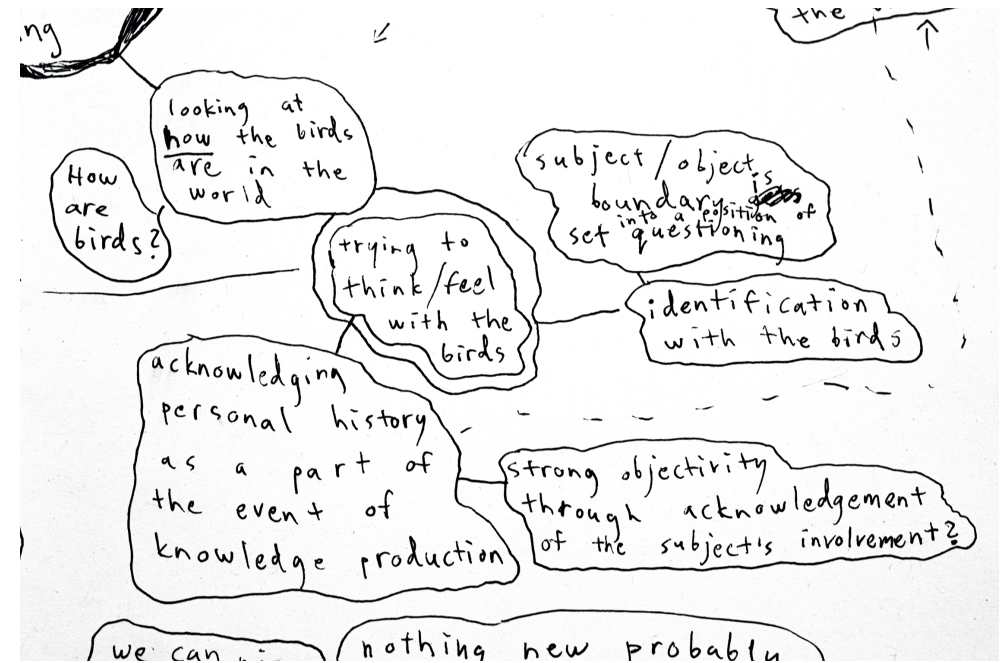 ng
the
looking at
how the birds
are in the
world
How
are
birds?
subject/object
boundary is
into a position of
set questioning
trying to
think/feel
with the
birds
identification
with the birds
acknowledging
personal history
as a part of
the event of
knowledge production
strong objectivity
through acknowledgement
of the subject's involvement?
we can
nothing new probably